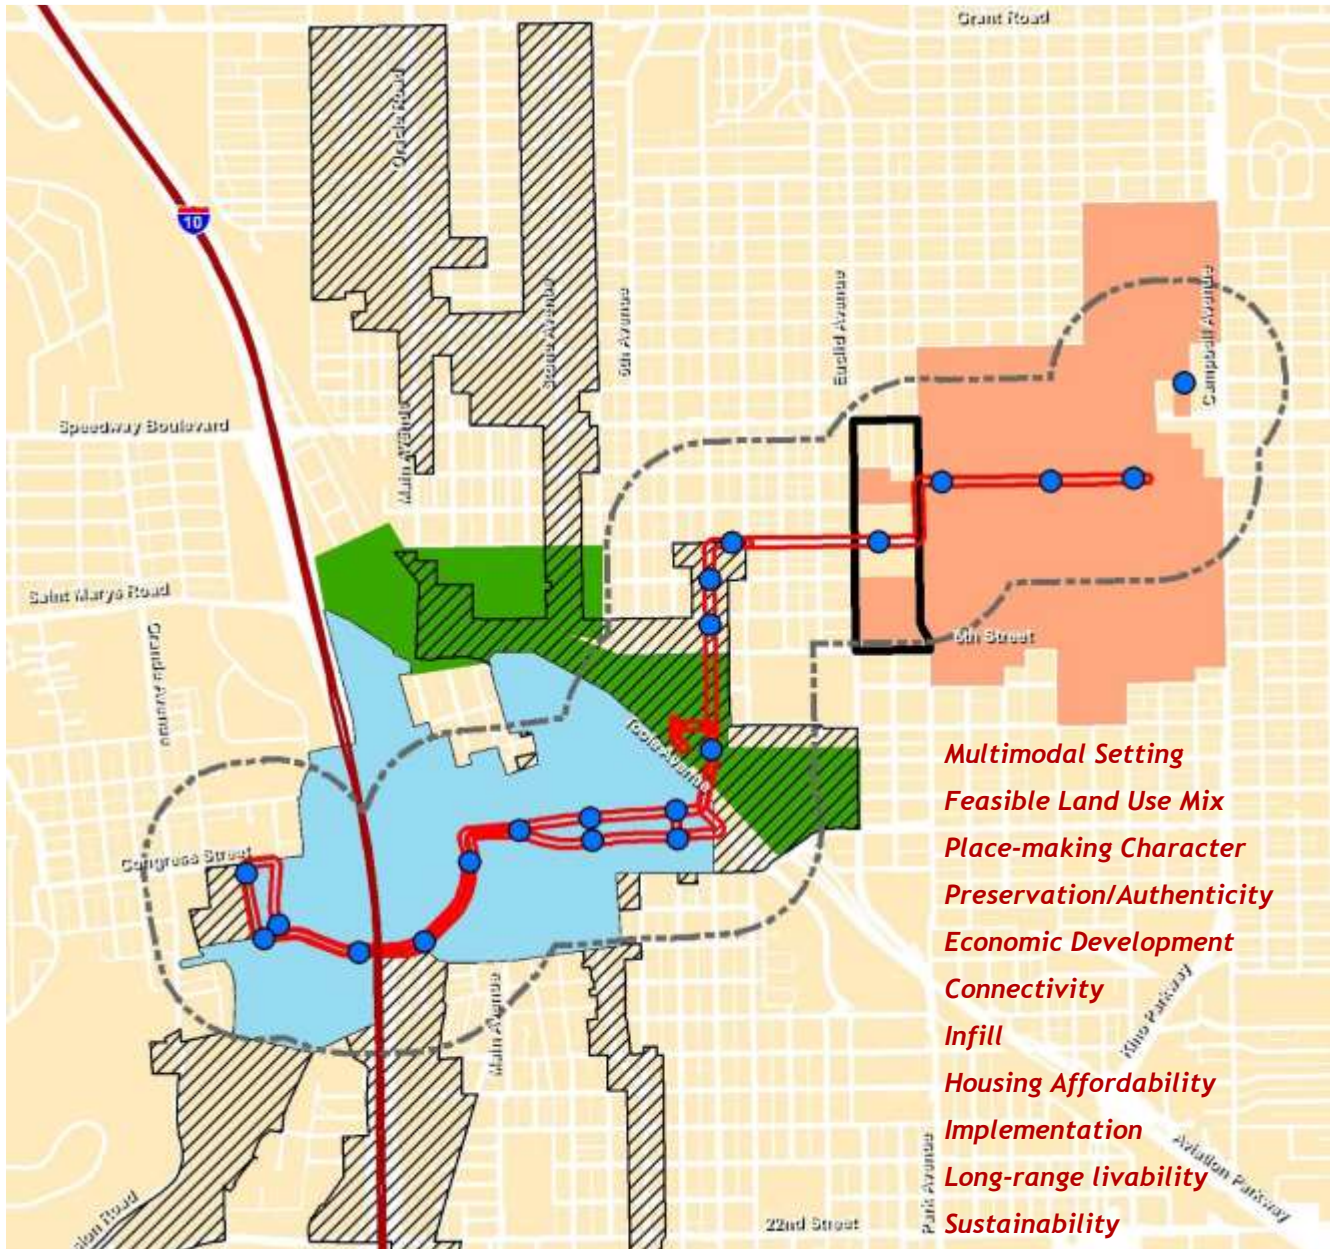 Grant Road
10
Oracle Road
Stone Avenue
6th Avenue
Euclid Avenue
Campbell Avenue
Main Avenue
Speedway Boulevard
Saint Marys Road
Grande Avenue
6th Street
Toole Avenue
Congress Street
Multimodal Setting
Feasible Land Use Mix
Place-making Character
Preservation/Authenticity
Economic Development
Connectivity
Infill
Housing Affordability
Implementation
Long-range livability
Sustainability
Main Avenue
Kino Parkway
Aviation Parkway
Park Avenue
22nd Street
Road